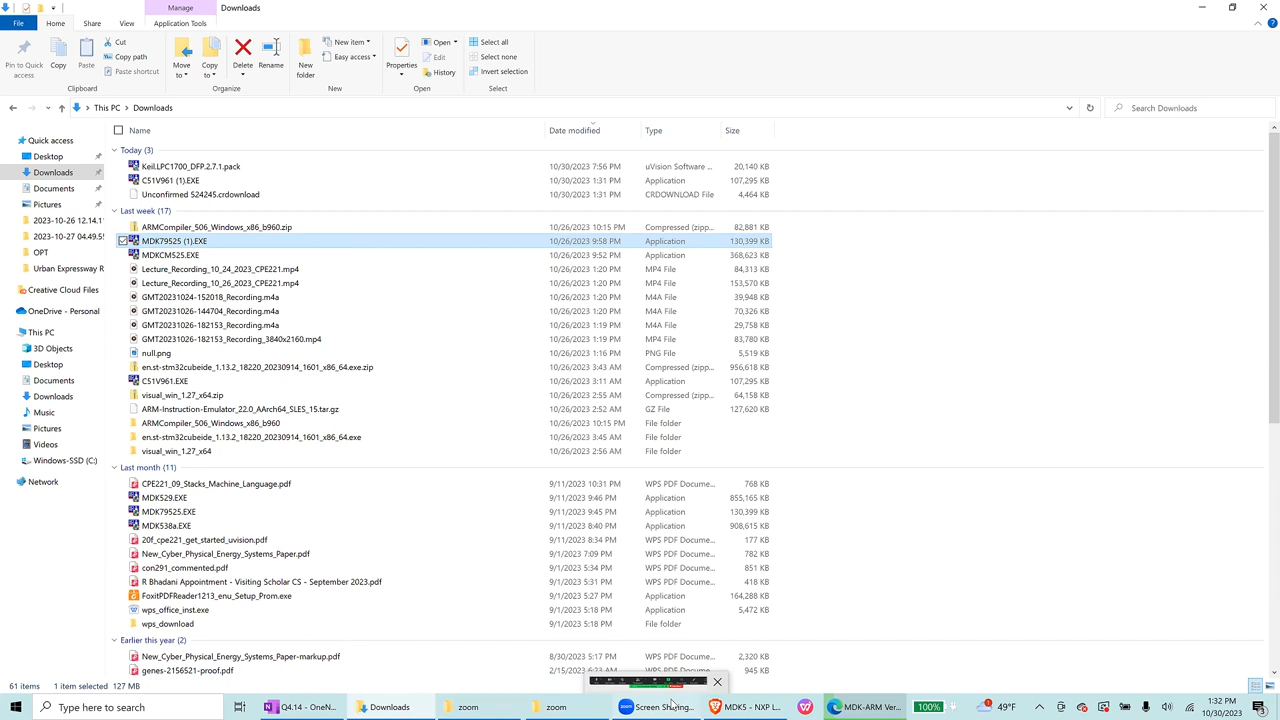 Manage
Downloads
File
Home
Share
View
Application Tools
Pin to Quick access
Copy
Paste
Cut
Copy path
Paste shortcut
Move to
Copy to
Delete
Rename
New folder
New item
Easy access
Properties
Open
Edit
History
Select all
Select none
Invert selection
Clipboard
Organize
New
Open
Select
This PC
Downloads
Search Downloads
Name
Date modified
Type
Size
Quick access
Desktop
Downloads
Documents
Pictures
2023-10-26 12.14.1
2023-10-27 04.49.5
OPT
Urban Expressway R
Creative Cloud Files
OneDrive - Personal
This PC
3D Objects
Desktop
Documents
Downloads
Music
Pictures
Videos
Windows-SSD (C:)
Network
Today (3)
Keil.LPC1700_DFP.2.7.1.pack 10/30/2023 7:56 PM uVision Software ... 20,140 KB
C51V961 (1).EXE 10/30/2023 1:31 PM Application 107,295 KB
Unconfirmed 524245.crdownload 10/30/2023 1:31 PM CRDOWNLOAD File 4,464 KB
Last week (17)
ARMCompiler_506_Windows_x86_b960.zip 10/26/2023 10:15 PM Compressed (zipp... 82,881 KB
MDK79525 (1).EXE 10/26/2023 9:58 PM Application 130,399 KB
MDKCM525.EXE 10/26/2023 9:52 PM Application 368,623 KB
Lecture_Recording_10_24_2023_CPE221.mp4 10/26/2023 1:20 PM MP4 File 84,313 KB
Lecture_Recording_10_26_2023_CPE221.mp4 10/26/2023 1:20 PM MP4 File 153,570 KB
GMT20231024-152018_Recording.m4a 10/26/2023 1:20 PM M4A File 39,948 KB
GMT20231026-144704_Recording.m4a 10/26/2023 1:20 PM M4A File 70,326 KB
GMT20231026-182153_Recording.m4a 10/26/2023 1:19 PM M4A File 29,758 KB
GMT20231026-182153_Recording_3840x2160.mp4 10/26/2023 1:19 PM MP4 File 83,780 KB
null.png 10/26/2023 1:16 PM PNG File 5,519 KB
en.st-stm32cubeide_1.13.2_18220_20230914_1601_x86_64.exe.zip 10/26/2023 3:43 AM Compressed (zipp... 956,618 KB
C51V961.EXE 10/26/2023 3:11 AM Application 107,295 KB
visual_win_1.27_x64.zip 10/26/2023 2:55 AM Compressed (zipp... 64,158 KB
ARM-Instruction-Emulator_22.0_AArch64_SLES_15.tar.gz 10/26/2023 2:52 AM GZ File 127,620 KB
ARMCompiler_506_Windows_x86_b960 10/26/2023 10:15 PM File folder
en.st-stm32cubeide_1.13.2_18220_20230914_1601_x86_64.exe 10/26/2023 3:45 AM File folder
visual_win_1.27_x64 10/26/2023 2:56 AM File folder
Last month (11)
CPE221_09_Stacks_Machine_Language.pdf 9/11/2023 10:31 PM WPS PDF Docume... 768 KB
MDK529.EXE 9/11/2023 9:46 PM Application 855,165 KB
MDK79525.EXE 9/11/2023 9:45 PM Application 130,399 KB
MDK538a.EXE 9/11/2023 8:40 PM Application 908,615 KB
20f_cpe221_get_started_uvision.pdf 9/11/2023 8:34 PM WPS PDF Docume... 177 KB
New_Cyber_Physical_Energy_Systems_Paper.pdf 9/1/2023 7:09 PM WPS PDF Docume... 782 KB
con291_commented.pdf 9/1/2023 5:34 PM WPS PDF Docume... 851 KB
R Bhadani Appointment - Visiting Scholar CS - September 2023.pdf 9/1/2023 5:31 PM WPS PDF Docume... 418 KB
FoxitPDFReader1213_enu_Setup_Prom.exe 9/1/2023 5:27 PM Application 164,288 KB
wps_office_inst.exe 9/1/2023 5:18 PM Application 5,472 KB
wps_download 9/1/2023 5:18 PM File folder
Earlier this year (2)
New_Cyber_Physical_Energy_Systems_Paper-markup.pdf 8/30/2023 5:17 PM WPS PDF Docume... 2,320 KB
genes-2156521-proof.pdf 2/15/2023 6:23 AM WPS PDF Docume... 945 KB
61 items 1 item selected 127 MB
Type here to search
Q4.14 - OneN...
Downloads
zoom
zoom
zoom Screen Sharing...
MDK5 - NXP L...
MDK-ARM Ver...
100%
49°F
1:32 PM
10/30/2023